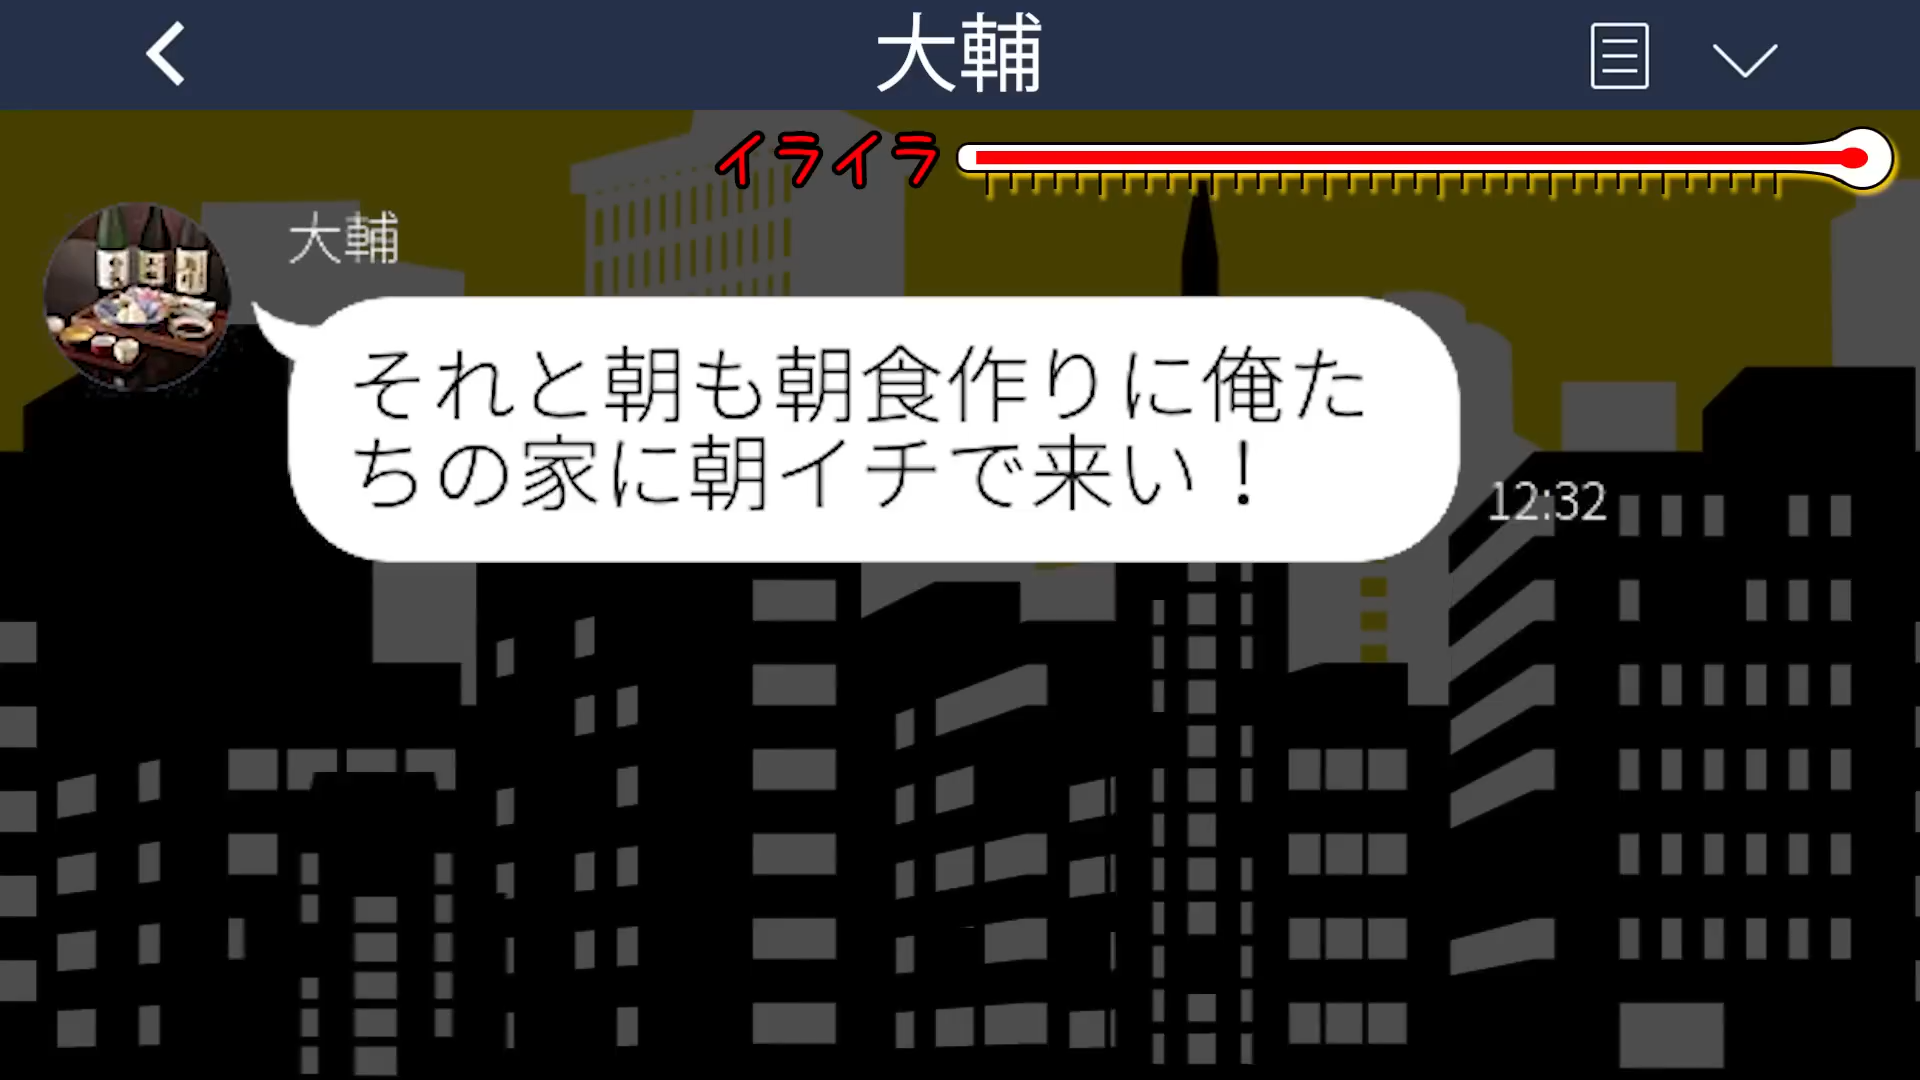 大輔
イライラ
大輔
それと朝も朝食作りに俺た
ちの家に朝イチで来い！
12:32